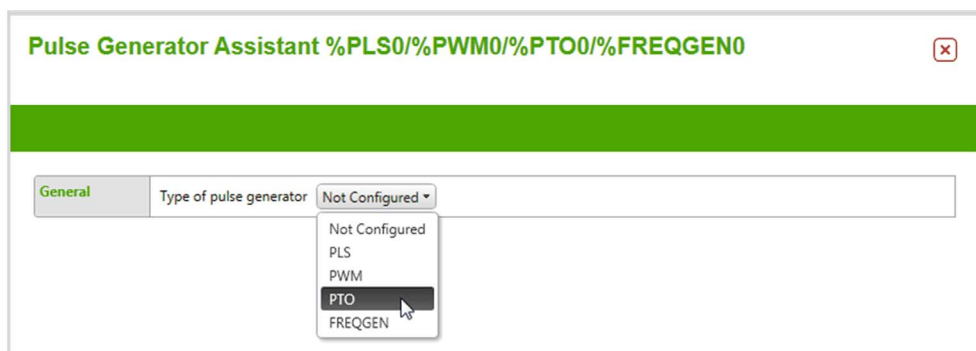 Pulse Generator Assistant %PLS0/%PWM0/%PTO0/%FREQGEN0
General
Type of pulse generator Not Configured
Not Configured
PLS
PWM
PTO
FREQGEN